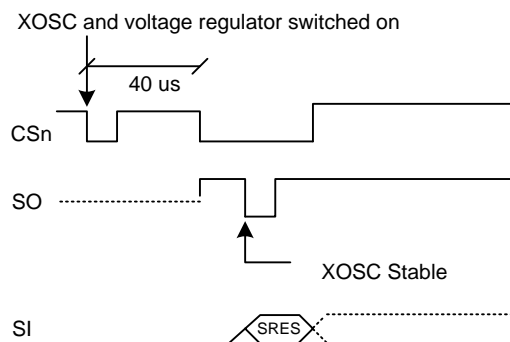 XOSC and voltage regulator switched on
40 us
CSn
SO
XOSC Stable
SI
SRES